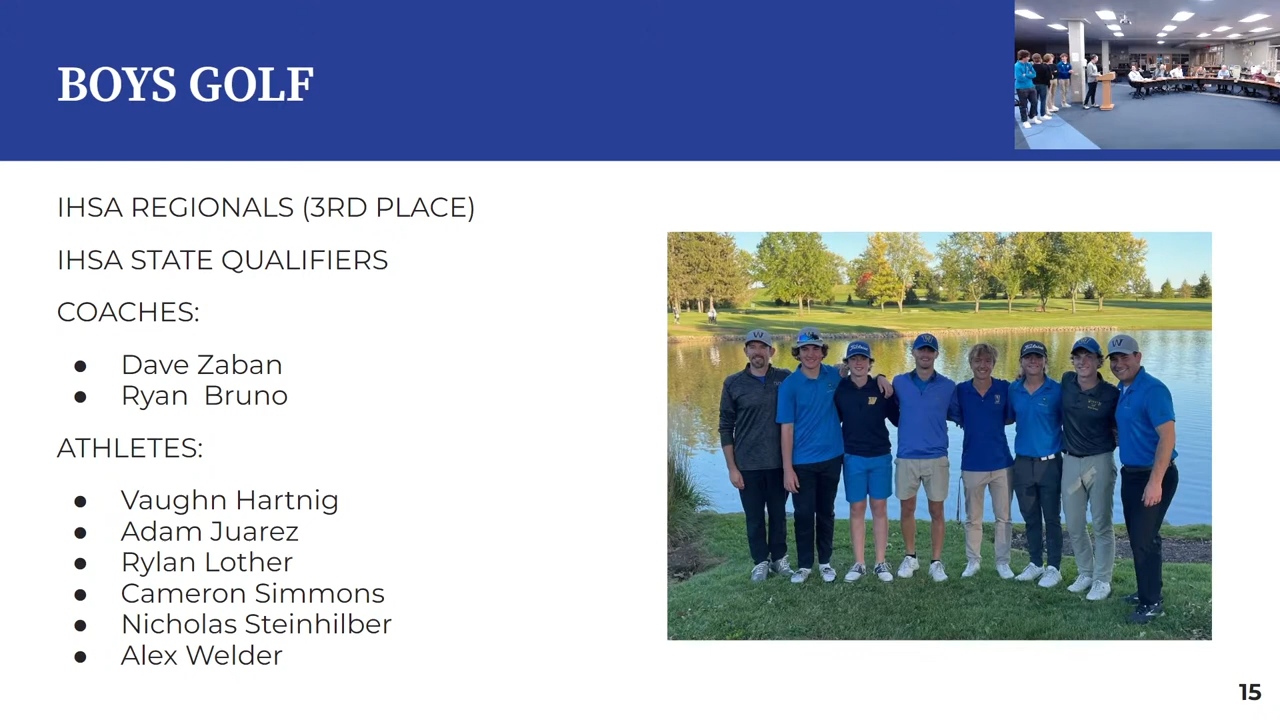 BOYS GOLF
IHSA REGIONALS (3RD PLACE)
IHSA STATE QUALIFIERS
COACHES:
● Dave Zaban
● Ryan  Bruno
ATHLETES:
● Vaughn Hartnig
● Adam Juarez
● Rylan Lother
● Cameron Simmons
● Nicholas Steinhilber
● Alex Welder
W
W
15